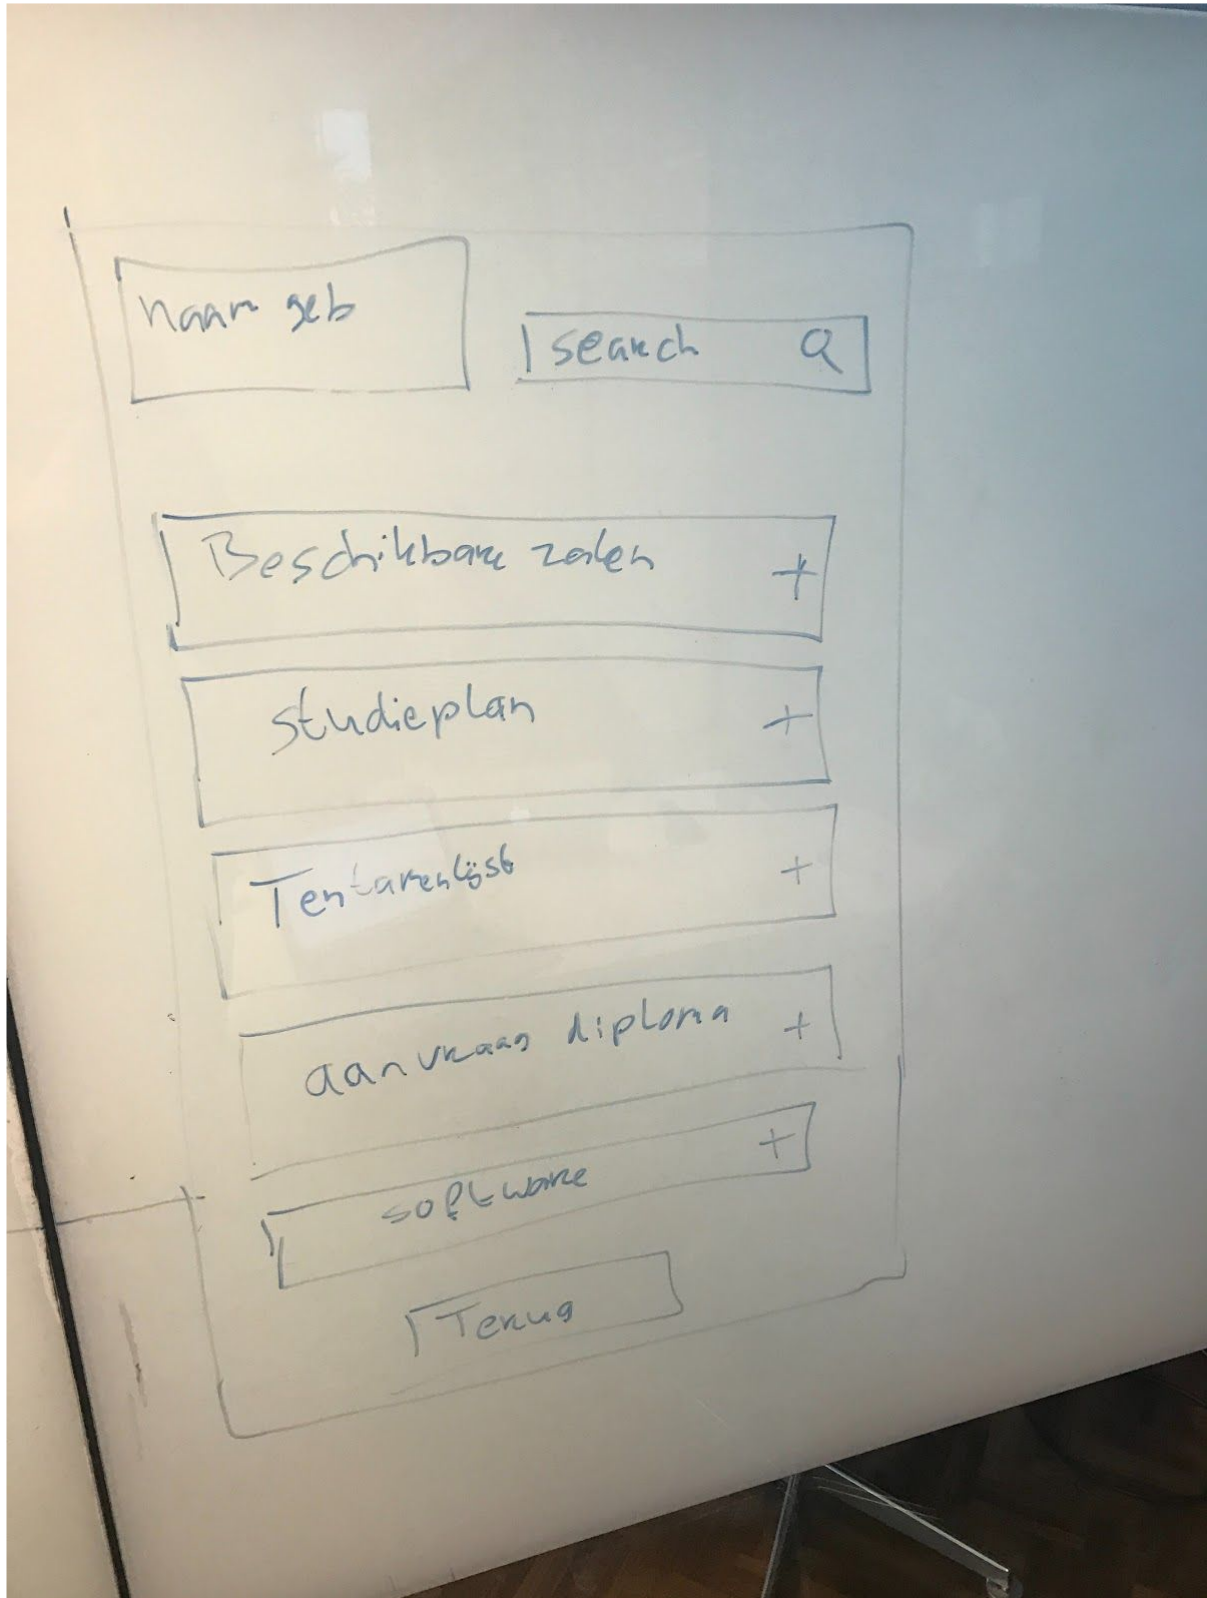 naam geb
search
Beschikbare zalen +
studieplan +
Tentamenlijst +
aanvraag diploma +
software +
Terug